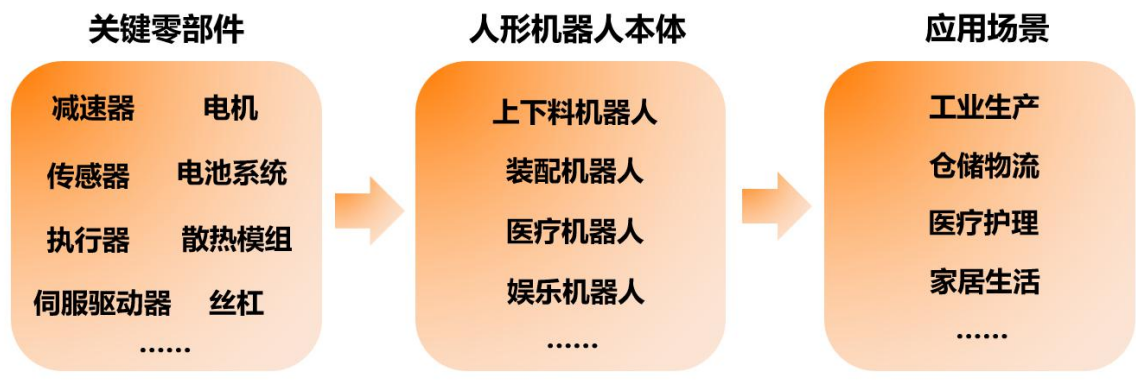 关键零部件
减速器 电机
传感器 电池系统
执行器 散热模组
伺服驱动器 丝杠
......
人形机器人本体
上下料机器人
装配机器人
医疗机器人
娱乐机器人
......
应用场景
工业生产
仓储物流
医疗护理
家居生活
......